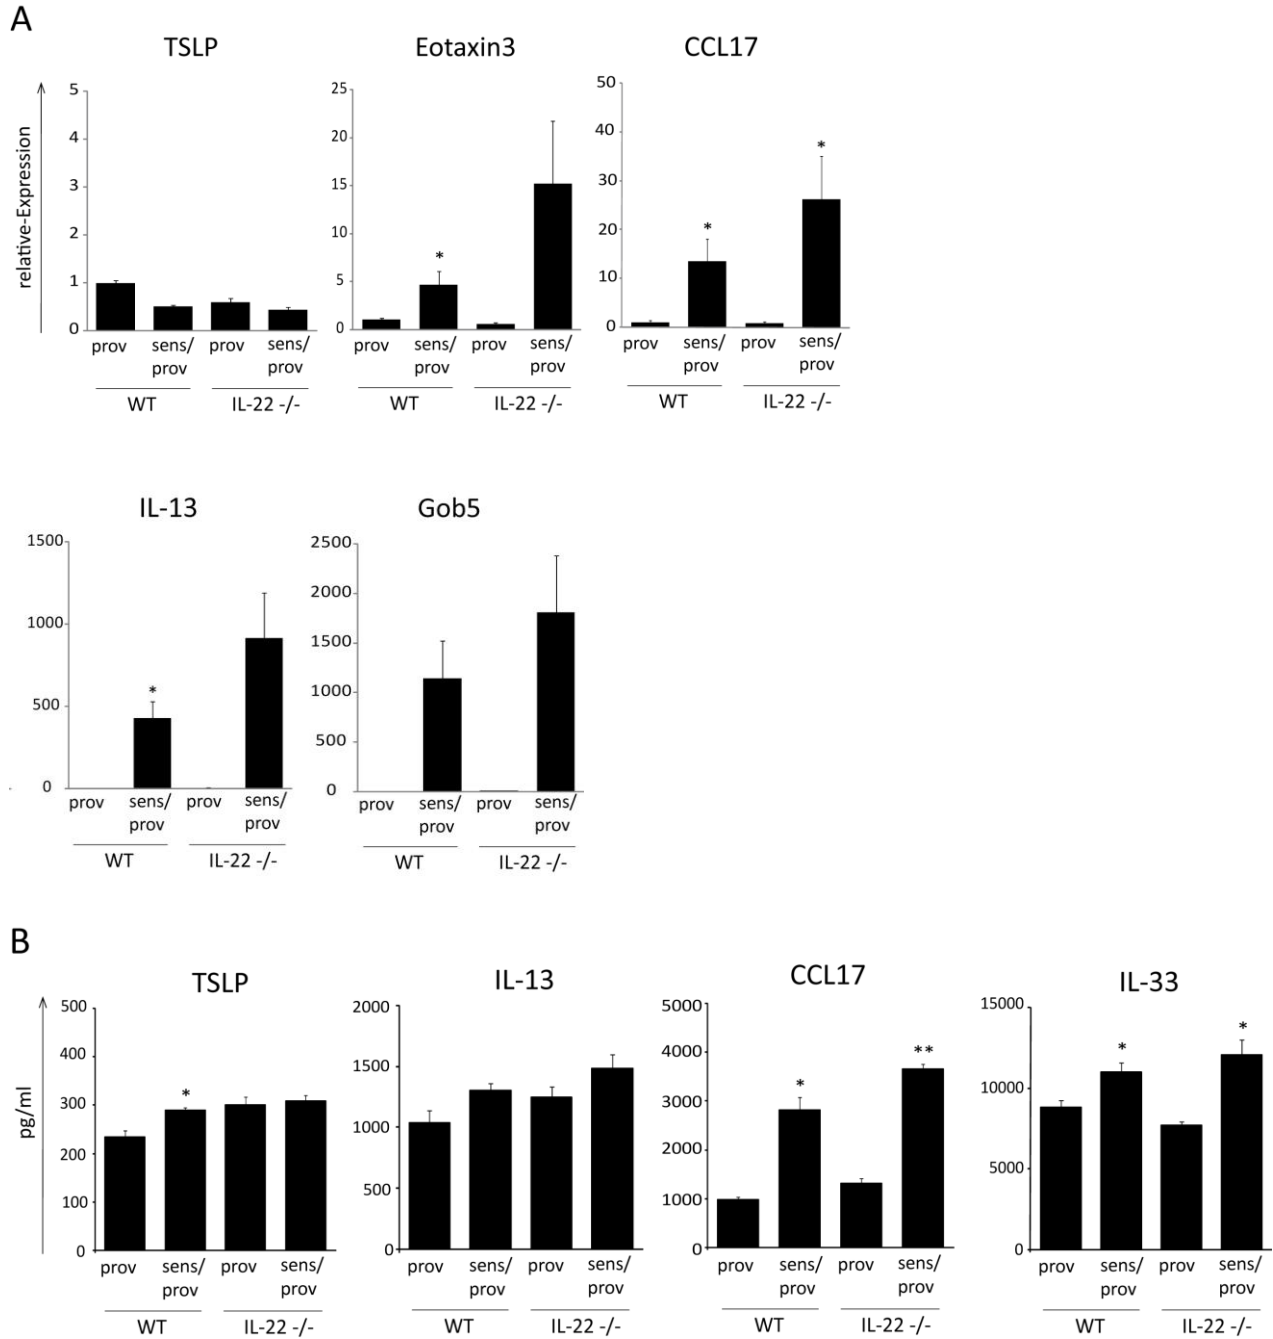 A
TSLP
Eotaxin3
CCL17
relative-Expression
5
4
3
2
1
0
25
20
15
10
5
0
50
40
30
20
10
0
*
*
*
prov sens/ prov sens/
prov prov
WT IL-22 -/-
prov sens/ prov sens/
prov prov
WT IL-22 -/-
prov sens/ prov sens/
prov prov
WT IL-22 -/-
IL-13
Gob5
1500
1000
500
0
2500
2000
1500
1000
500
0
*
prov sens/ prov sens/
prov prov
WT IL-22 -/-
prov sens/ prov sens/
prov prov
WT IL-22 -/-
B
TSLP
IL-13
CCL17
IL-33
pg/ml
500
400
300
200
100
0
*
2000
1500
1000
500
0
5000
4000
3000
2000
1000
0
*
**
15000
10000
5000
0
*
*
prov sens/ prov sens/
prov prov
WT IL-22 -/-
prov sens/ prov sens/
prov prov
WT IL-22 -/-
prov sens/ prov sens/
prov prov
WT IL-22 -/-
prov sens/ prov sens/
prov prov
WT IL-22 -/-